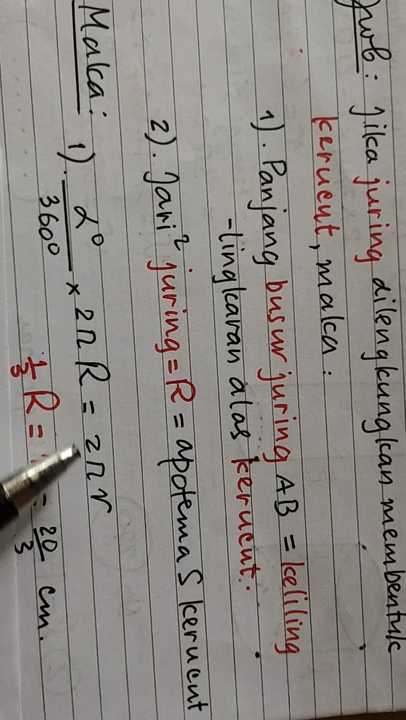 Jwb : Jika juring dilengkungkan membentuk
kerucut, maka :
1). Panjang busur juring AB = keliling
-lingkaran alas kerucut.
2). Jari² juring = R = apotema S kerucut
Maka :
1). α°/360° × 2πR = 2πr
1/3 R = = 20/3 cm.